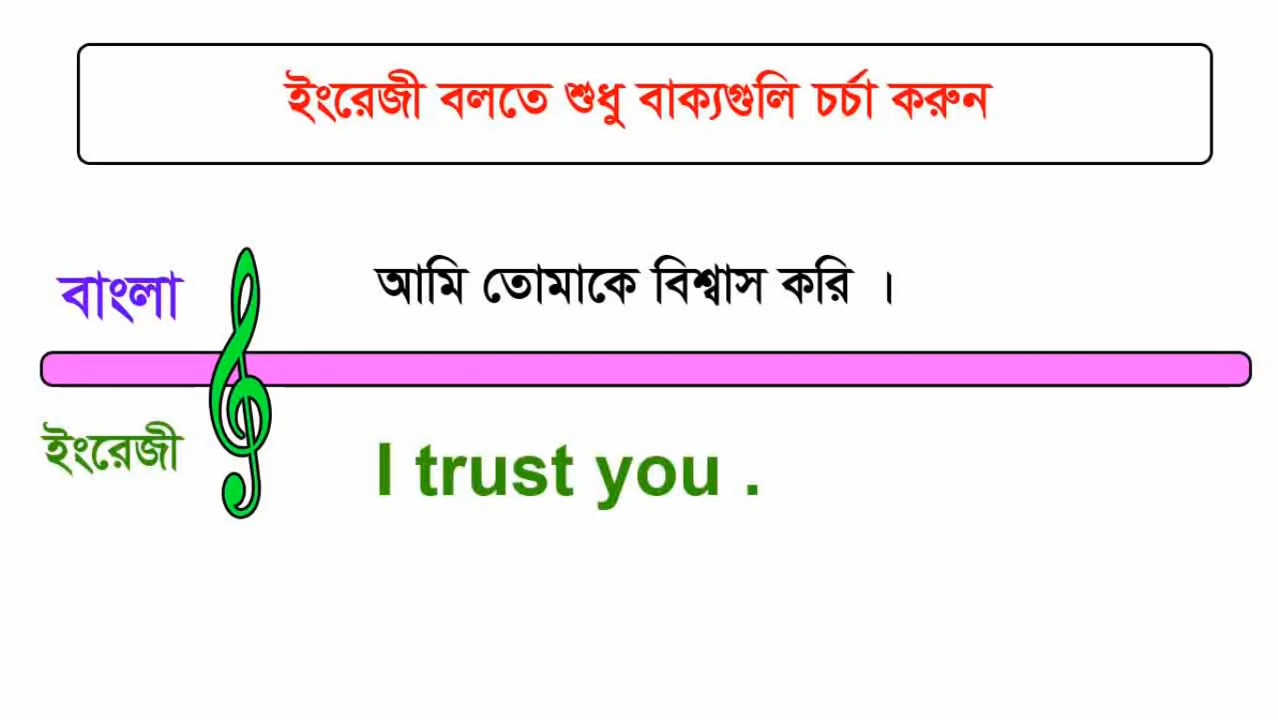 ইংরেজী বলতে শুধু বাক্যগুলি চর্চা করুন
বাংলা
আমি তোমাকে বিশ্বাস করি ।
ইংরেজী
I trust you .